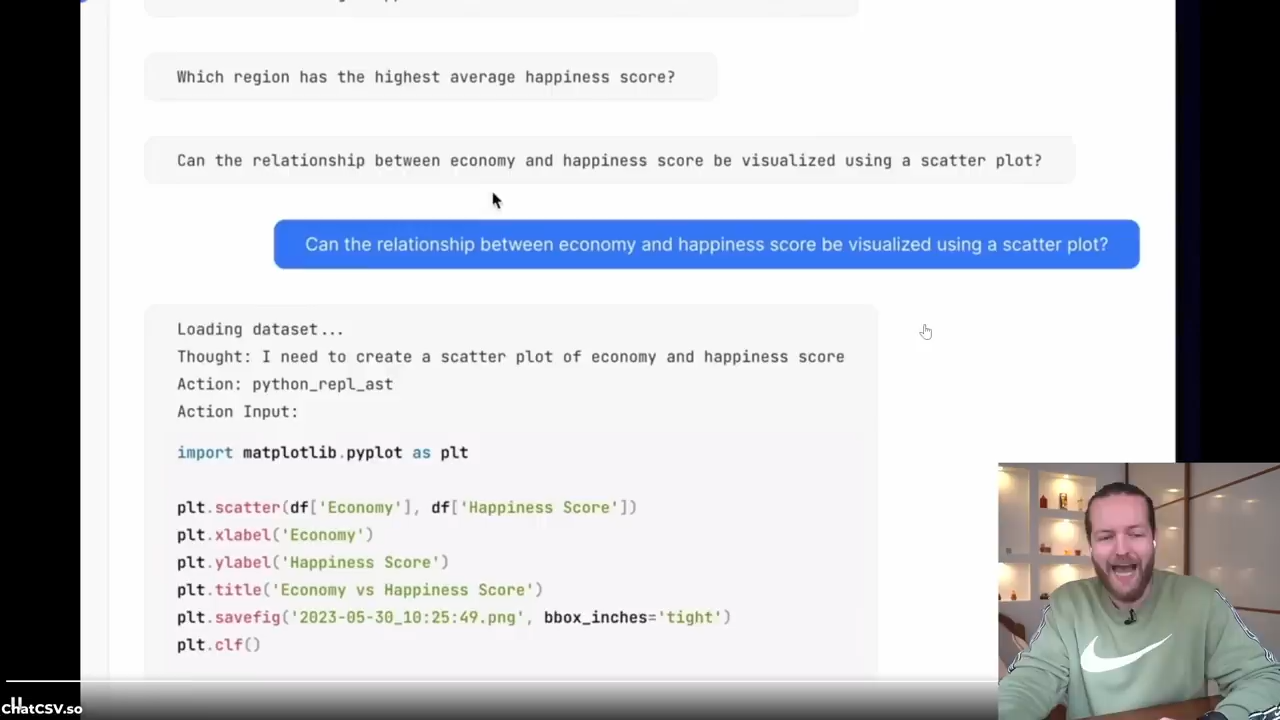 Which region has the highest average happiness score?
Can the relationship between economy and happiness score be visualized using a scatter plot?
Can the relationship between economy and happiness score be visualized using a scatter plot?
Loading dataset...
Thought: I need to create a scatter plot of economy and happiness score
Action: python_repl_ast
Action Input:
import matplotlib.pyplot as plt
plt.scatter(df['Economy'], df['Happiness Score'])
plt.xlabel('Economy')
plt.ylabel('Happiness Score')
plt.title('Economy vs Happiness Score')
plt.savefig('2023-05-30_10:25:49.png', bbox_inches='tight')
plt.clf()
ChatCSV.so